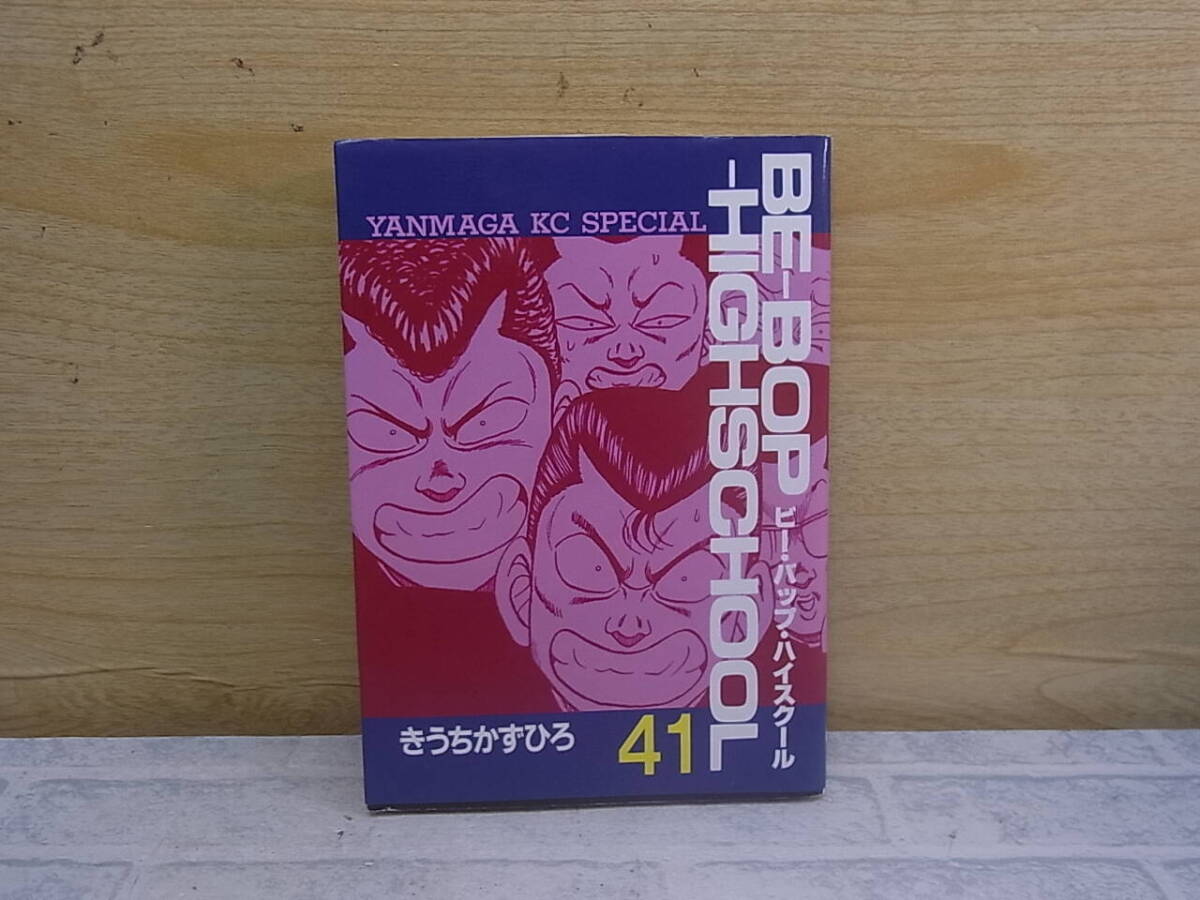 YANMAGA KC SPECIAL
BE-BOP
-HIGHSCHOOL
ビー・バップ・ハイスクール
きうちかずひろ
41